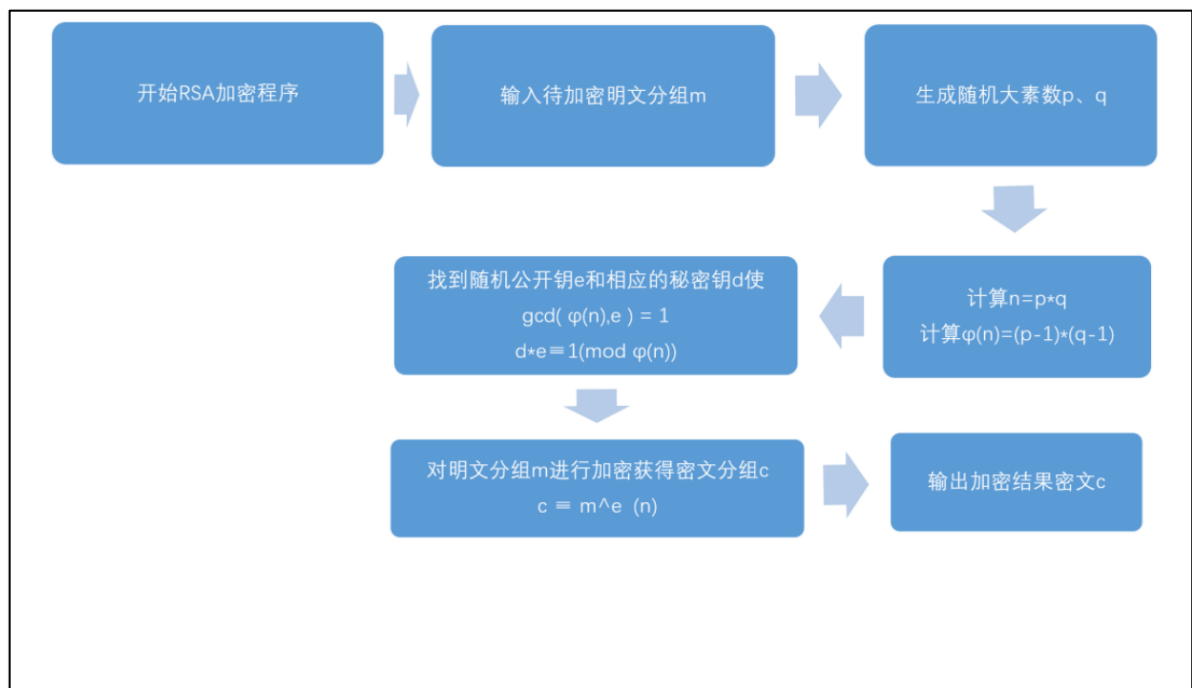 开始RSA加密程序
输入待加密明文分组m
生成随机大素数p、q
计算n=p*q
计算φ(n)=(p-1)*(q-1)
找到随机公开钥e和相应的秘密钥d使
gcd( φ(n),e ) = 1
d*e≡1(mod φ(n))
对明文分组m进行加密获得密文分组c
c ≡ m^e (n)
输出加密结果密文c